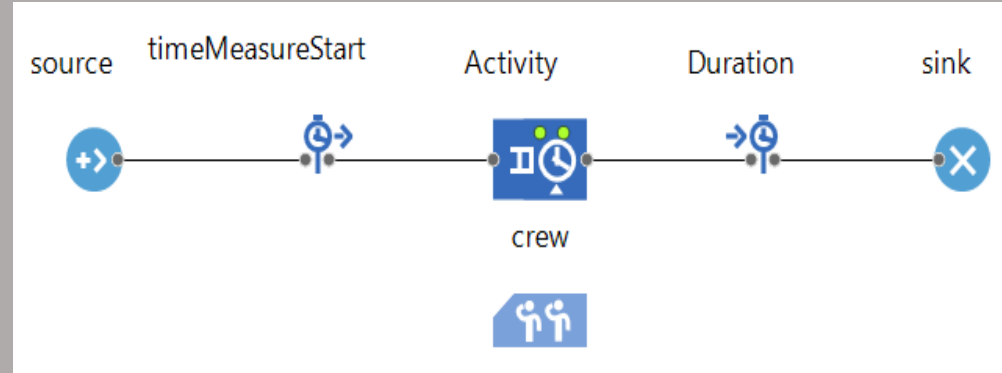 source
timeMeasureStart
Activity
Duration
sink
crew